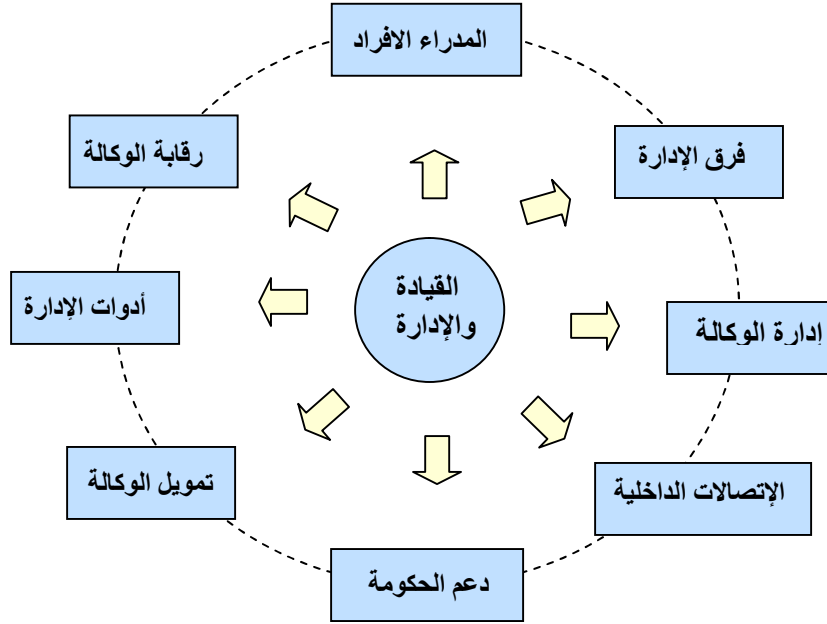 المدراء الافراد
رقابة الوكالة
فرق الإدارة
القيادة
والإدارة
أدوات الإدارة
إدارة الوكالة
تمويل الوكالة
الإتصالات الداخلية
دعم الحكومة